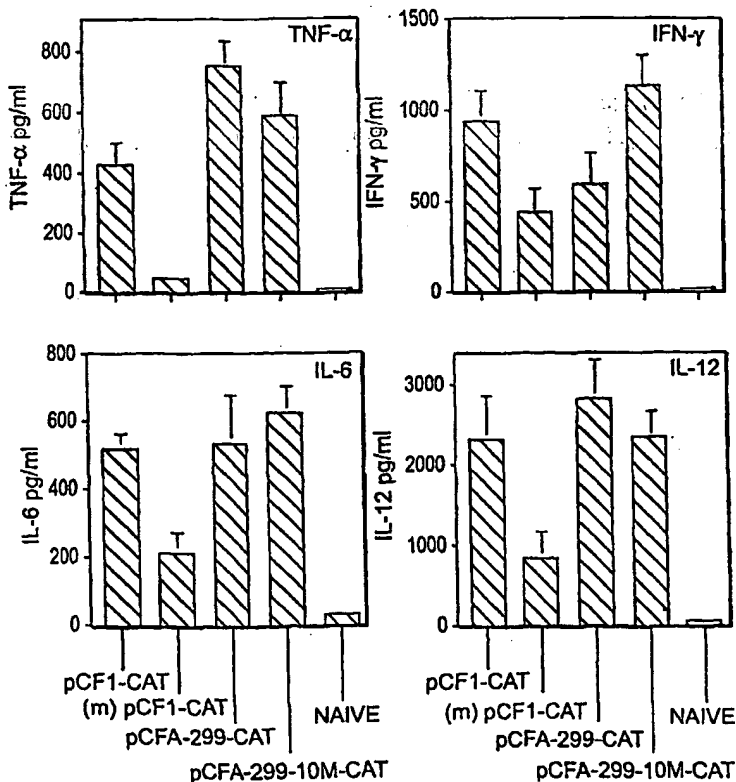 TNF-α
TNF-α pg/ml
800
600
400
200
0
IFN-γ
IFN-γ pg/ml
1500
1000
500
0
IL-6
IL-6 pg/ml
800
600
400
200
0
pCF1-CAT
(m) pCF1-CAT
pCFA-299-CAT
pCFA-299-10M-CAT
NAIVE
IL-12
IL-12 pg/ml
3000
2000
1000
0
pCF1-CAT
(m) pCF1-CAT
pCFA-299-CAT
pCFA-299-10M-CAT
NAIVE